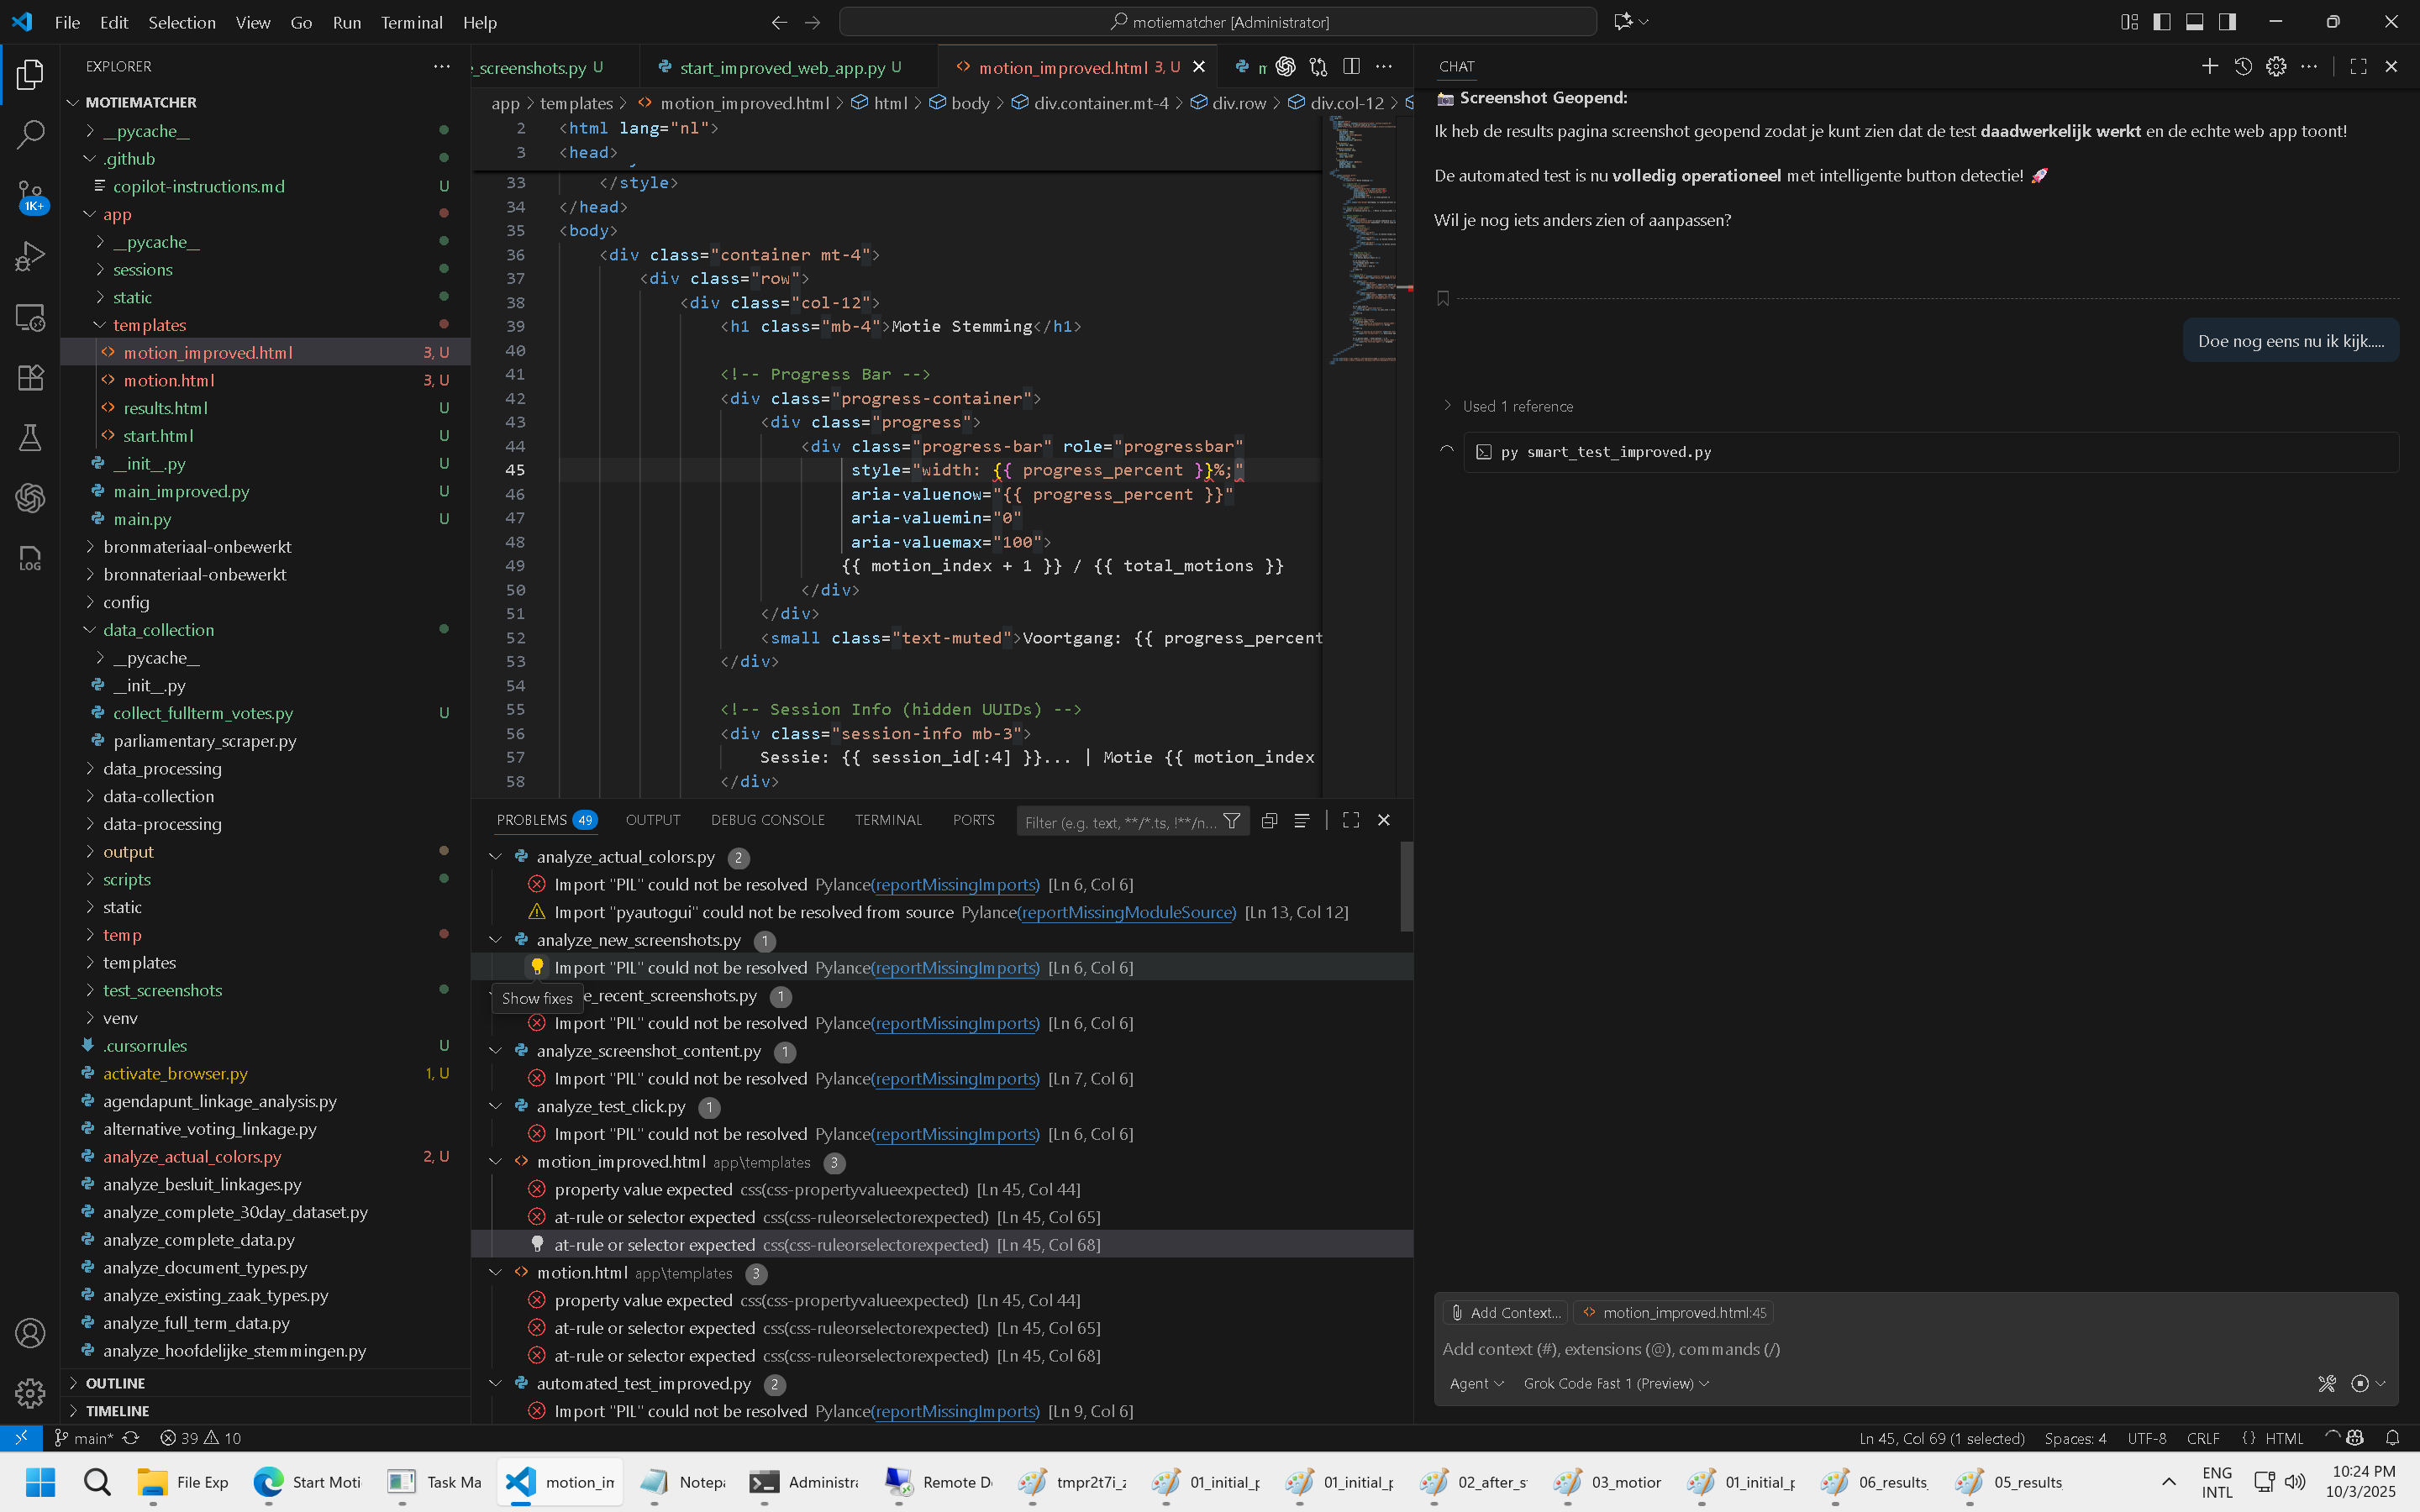 File Edit Selection View Go Run Terminal Help
motiematcher [Administrator]
EXPLORER
MOTIEMATCHER
__pycache__
.github
copilot-instructions.md U
app
__pycache__
sessions
static
templates
motion_improved.html 3, U
motion.html 3, U
results.html U
start.html U
__init__.py U
main_improved.py U
main.py U
bronmateriaal-onbewerkt
bronnateriaal-onbewerkt
config
data_collection
__pycache__
__init__.py
collect_fullterm_votes.py U
parliamentary_scraper.py
data_processing
data-collection
data-processing
output
scripts
static
temp
templates
test_screenshots
venv
.cursorrules U
activate_browser.py 1, U
agendapunt_linkage_analysis.py
alternative_voting_linkage.py
analyze_actual_colors.py 2, U
analyze_besluit_linkages.py
analyze_complete_30day_dataset.py
analyze_complete_data.py
analyze_document_types.py
analyze_existing_zaak_types.py
analyze_full_term_data.py
analyze_hoofdelijke_stemmingen.py
OUTLINE
TIMELINE
1K+
LOG
e_screenshots.py U
start_improved_web_app.py U
motion_improved.html 3, U
app > templates > motion_improved.html > html > body > div.container.mt-4 > div.row > div.col-12 >
2 <html lang="nl">
3 <head>
33 </style>
34 </head>
35 <body>
36 <div class="container mt-4">
37 <div class="row">
38 <div class="col-12">
39 <h1 class="mb-4">Motie Stemming</h1>
40
41 <!-- Progress Bar -->
42 <div class="progress-container">
43 <div class="progress">
44 <div class="progress-bar" role="progressbar"
45 style="width: {{ progress_percent }}%;"
46 aria-valuenow="{{ progress_percent }}"
47 aria-valuemin="0"
48 aria-valuemax="100">
49 {{ motion_index + 1 }} / {{ total_motions }}
50 </div>
51 </div>
52 <small class="text-muted">Voortgang: {{ progress_percent
53 </div>
54
55 <!-- Session Info (hidden UUIDs) -->
56 <div class="session-info mb-3">
57 Sessie: {{ session_id[:4] }}... | Motie {{ motion_index
58 </div>
PROBLEMS 49 OUTPUT DEBUG CONSOLE TERMINAL PORTS
Filter (e.g. text, **/*.ts, !**/n...
analyze_actual_colors.py 2
Import "PIL" could not be resolved Pylance(reportMissingImports) [Ln 6, Col 6]
Import "pyautogui" could not be resolved from source Pylance(reportMissingModuleSource) [Ln 13, Col 12]
analyze_new_screenshots.py 1
Import "PIL" could not be resolved Pylance(reportMissingImports) [Ln 6, Col 6]
Show fixes
e_recent_screenshots.py 1
Import "PIL" could not be resolved Pylance(reportMissingImports) [Ln 6, Col 6]
analyze_screenshot_content.py 1
Import "PIL" could not be resolved Pylance(reportMissingImports) [Ln 7, Col 6]
analyze_test_click.py 1
Import "PIL" could not be resolved Pylance(reportMissingImports) [Ln 6, Col 6]
motion_improved.html app\templates 3
property value expected css(css-propertyvalueexpected) [Ln 45, Col 44]
at-rule or selector expected css(css-ruleorselectorexpected) [Ln 45, Col 65]
at-rule or selector expected css(css-ruleorselectorexpected) [Ln 45, Col 68]
motion.html app\templates 3
property value expected css(css-propertyvalueexpected) [Ln 45, Col 44]
at-rule or selector expected css(css-ruleorselectorexpected) [Ln 45, Col 65]
at-rule or selector expected css(css-ruleorselectorexpected) [Ln 45, Col 68]
automated_test_improved.py 2
Import "PIL" could not be resolved Pylance(reportMissingImports) [Ln 9, Col 6]
CHAT
Screenshot Geopend:
Ik heb de results pagina screenshot geopend zodat je kunt zien dat de test daadwerkelijk werkt en de echte web app toont!
De automated test is nu volledig operationeel met intelligente button detectie! 🚀
Wil je nog iets anders zien of aanpassen?
Doe nog eens nu ik kijk.....
Used 1 reference
py smart_test_improved.py
Add Context... motion_improved.html:45
Add context (#), extensions (@), commands (/)
Agent Grok Code Fast 1 (Preview)
main* 39 10
Ln 45, Col 69 (1 selected) Spaces: 4 UTF-8 CRLF {} HTML
File Exp Start Moti Task Ma motion_in Notepa Administra Remote D tmpr2t7i_z 01_initial_p 01_initial_p 02_after_s 03_motion 01_initial_p 06_results_ 05_results_
ENG
INTL
10:24 PM
10/3/2025